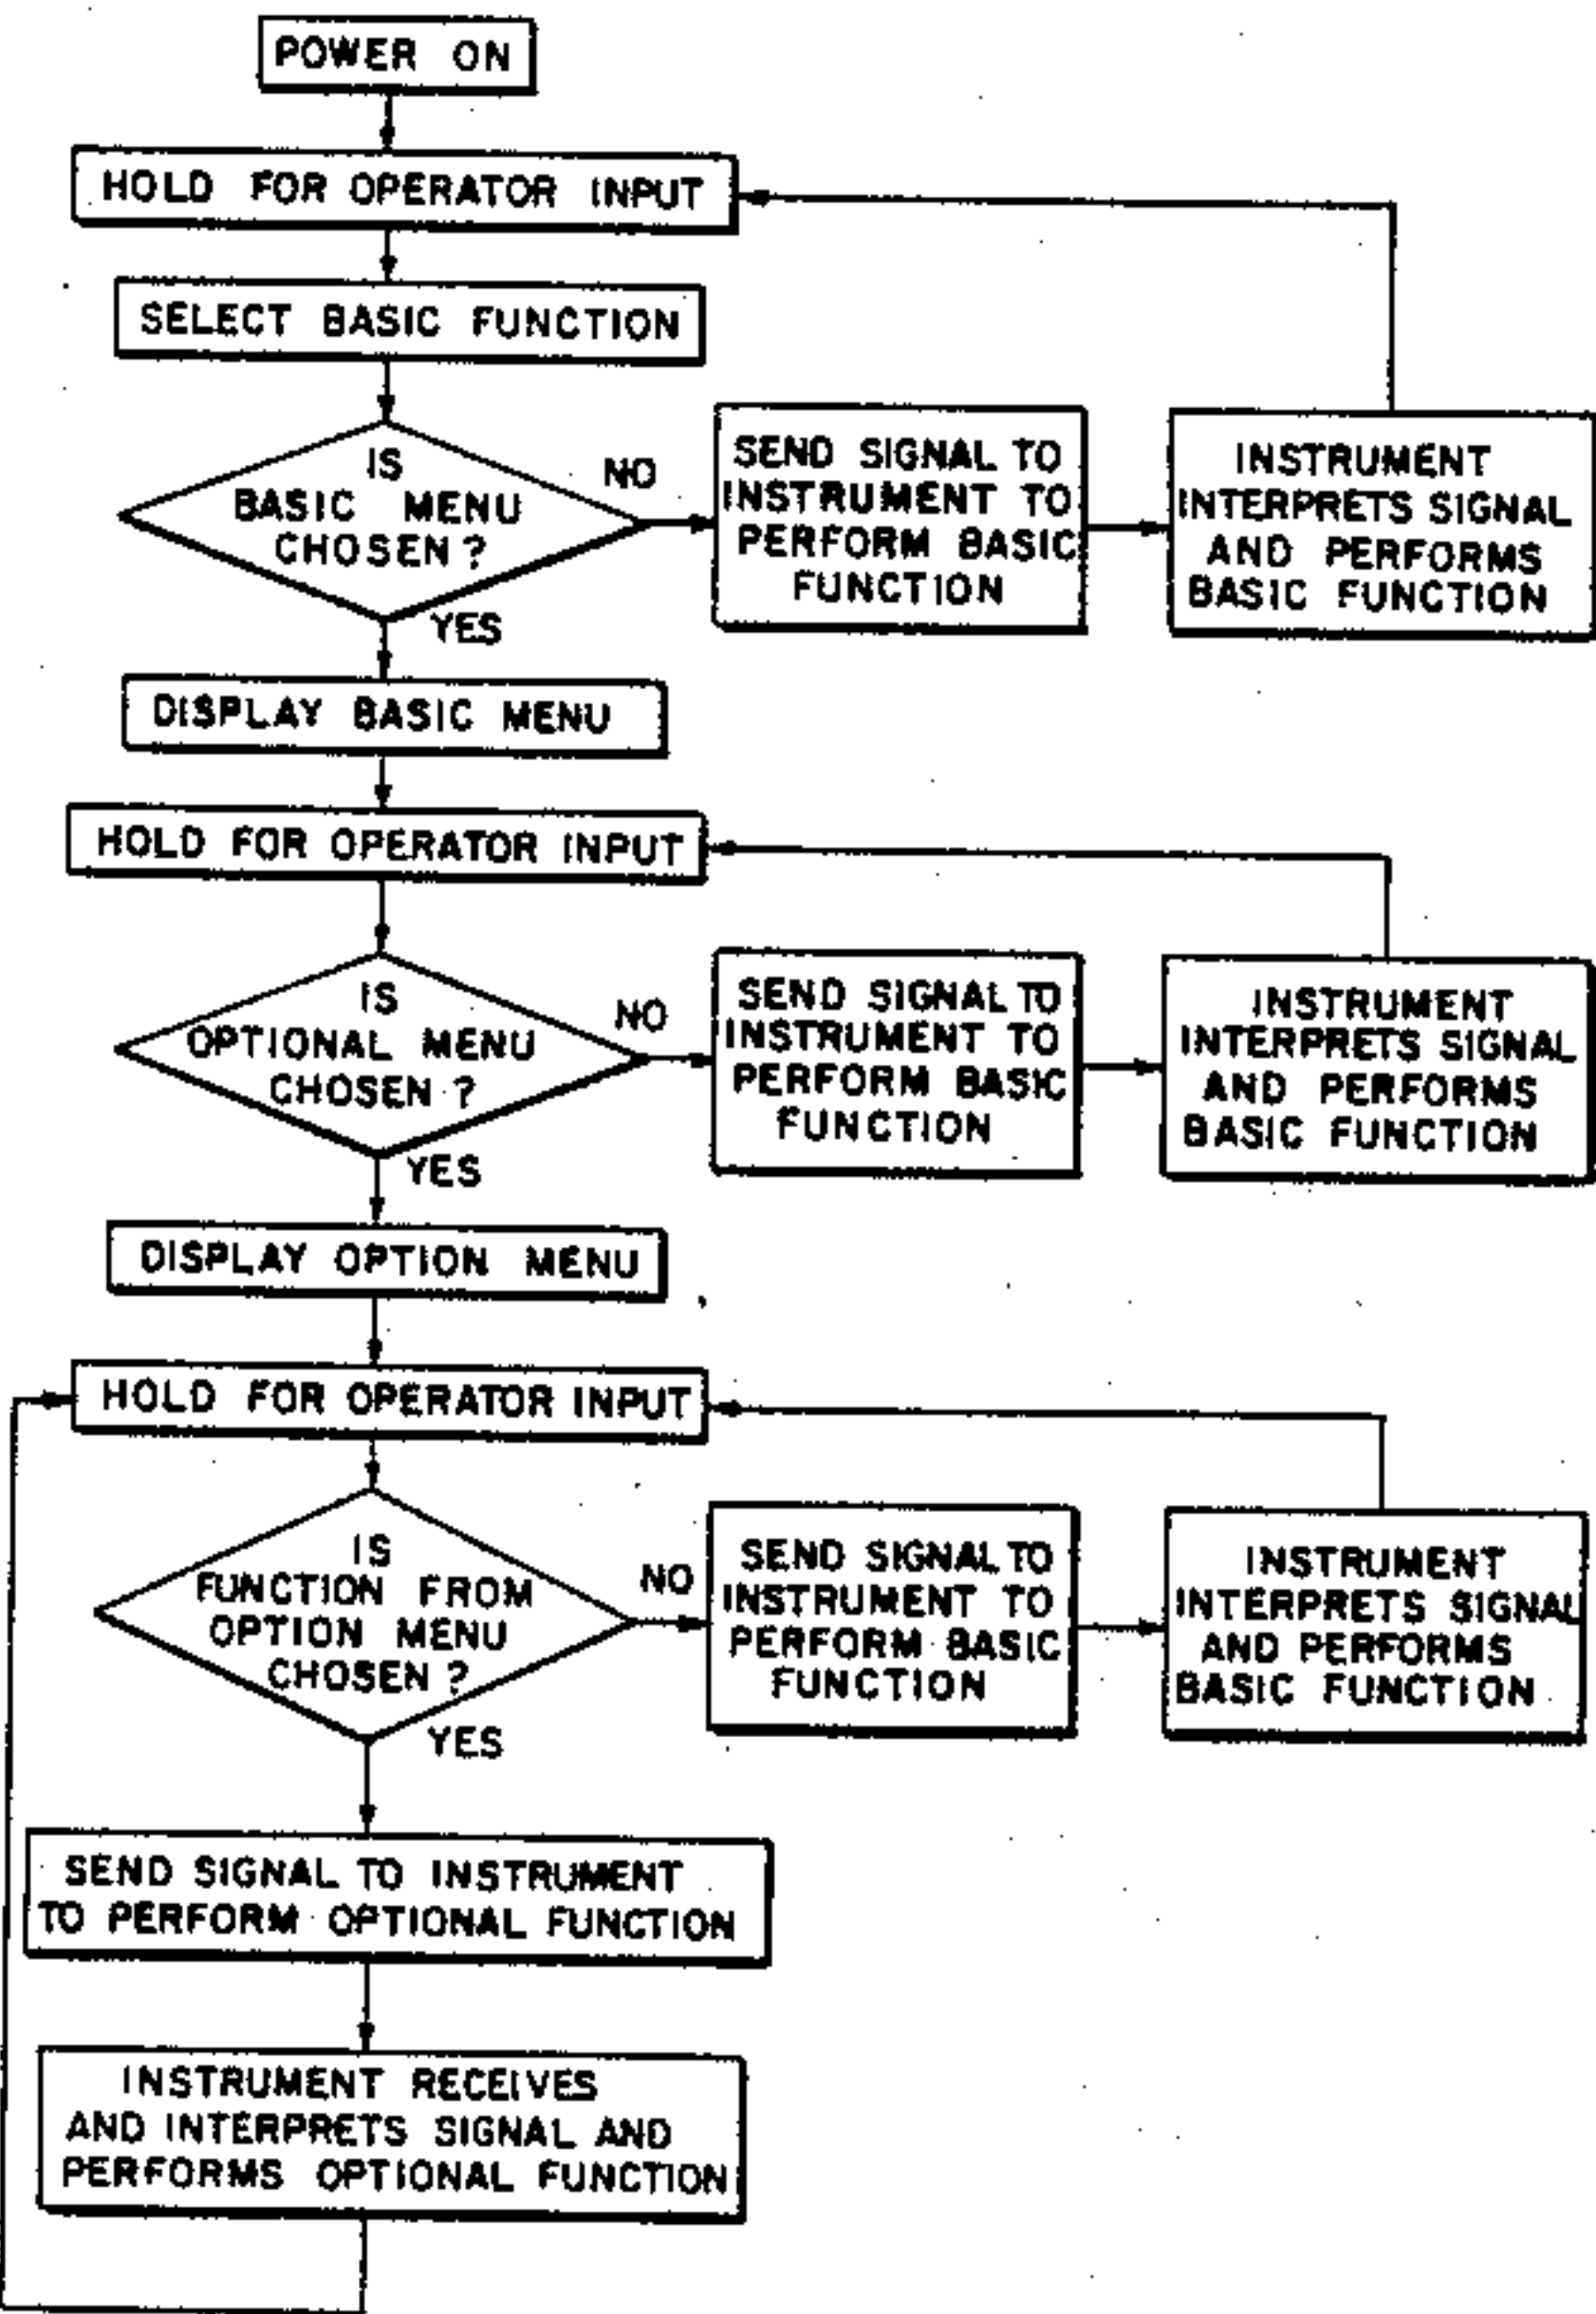 POWER ON
HOLD FOR OPERATOR INPUT
SELECT BASIC FUNCTION
IS
BASIC MENU
CHOSEN?
NO
SEND SIGNAL TO
INSTRUMENT TO
PERFORM BASIC
FUNCTION
INSTRUMENT
INTERPRETS SIGNAL
AND PERFORMS
BASIC FUNCTION
YES
DISPLAY BASIC MENU
HOLD FOR OPERATOR INPUT
IS
OPTIONAL MENU
CHOSEN?
NO
SEND SIGNAL TO
INSTRUMENT TO
PERFORM BASIC
FUNCTION
INSTRUMENT
INTERPRETS SIGNAL
AND PERFORMS
BASIC FUNCTION
YES
DISPLAY OPTION MENU
HOLD FOR OPERATOR INPUT
IS
FUNCTION FROM
OPTION MENU
CHOSEN?
NO
SEND SIGNAL TO
INSTRUMENT TO
PERFORM BASIC
FUNCTION
INSTRUMENT
INTERPRETS SIGNAL
AND PERFORMS
BASIC FUNCTION
YES
SEND SIGNAL TO INSTRUMENT
TO PERFORM OPTIONAL FUNCTION
INSTRUMENT RECEIVES
AND INTERPRETS SIGNAL AND
PERFORMS OPTIONAL FUNCTION